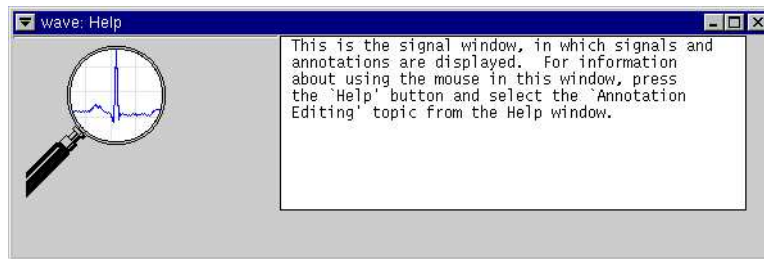 wave: Help
This is the signal window, in which signals and
annotations are displayed.  For information
about using the mouse in this window, press
the `Help' button and select the `Annotation
Editing' topic from the Help window.